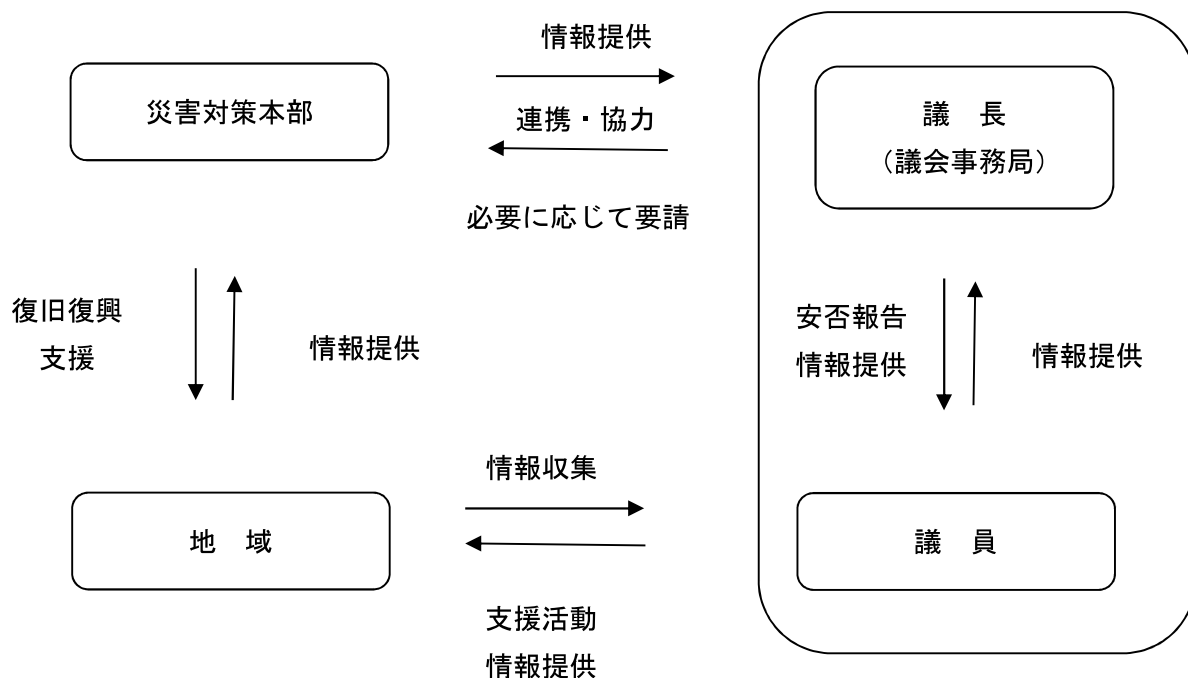 情報提供
災害対策本部
連携・協力
議　長
（議会事務局）
必要に応じて要請
復旧復興
支援
情報提供
安否報告
情報提供
情報提供
情報収集
地　域
議　員
支援活動
情報提供